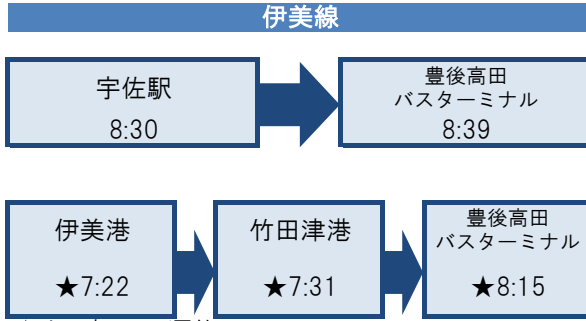 伊美線
宇佐駅
8:30
豊後高田
バスターミナル
8:39
伊美港
★7:22
竹田津港
★7:31
豊後高田
バスターミナル
★8:15